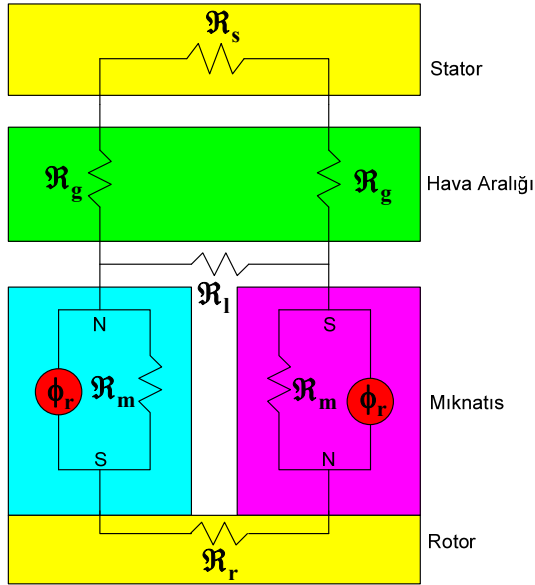 ℜs
Stator
ℜg
ℜg
Hava Aralığı
ℜl
N
S
ϕr
ℜm
ℜm
ϕr
Mıknatıs
S
N
ℜr
Rotor